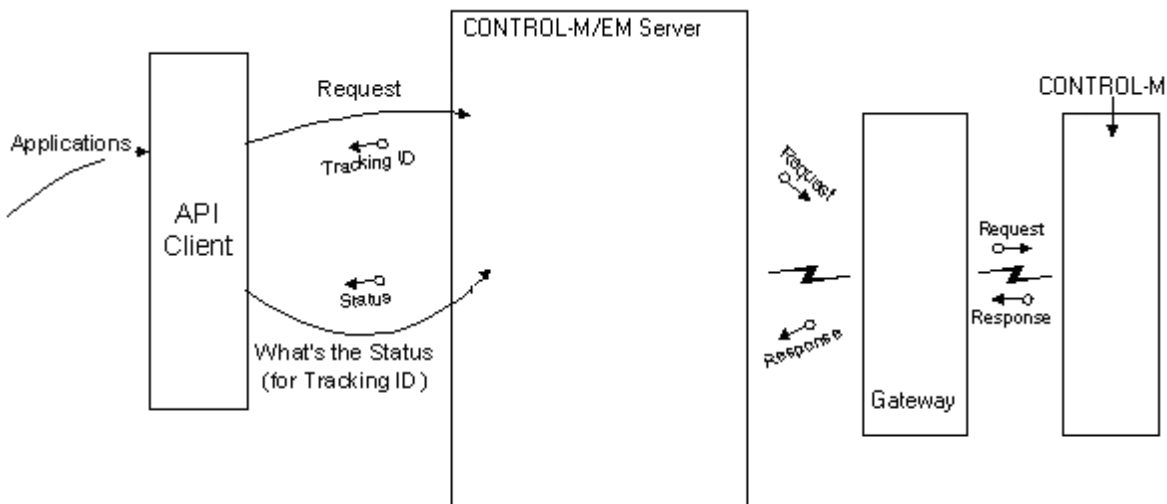 CONTROL-M/EM Server
Request
CONTROL-M
Applications
Tracking ID
Request
API
Client
Request
Status
Response
Response
What's the Status
(for Tracking ID)
Gateway